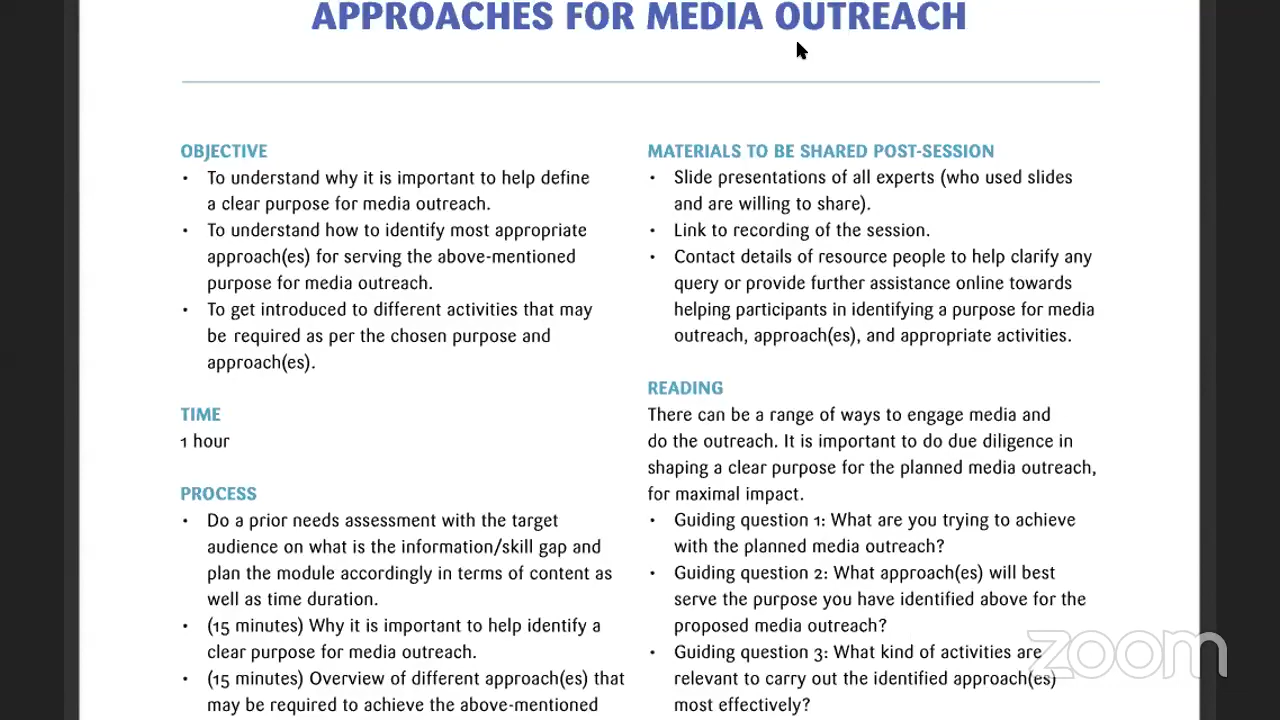 APPROACHES FOR MEDIA OUTREACH
OBJECTIVE
• To understand why it is important to help define
a clear purpose for media outreach.
• To understand how to identify most appropriate
approach(es) for serving the above-mentioned
purpose for media outreach.
• To get introduced to different activities that may
be required as per the chosen purpose and
approach(es).
TIME
1 hour
PROCESS
• Do a prior needs assessment with the target
audience on what is the information/skill gap and
plan the module accordingly in terms of content as
well as time duration.
• (15 minutes) Why it is important to help identify a
clear purpose for media outreach.
• (15 minutes) Overview of different approach(es) that
may be required to achieve the above-mentioned
MATERIALS TO BE SHARED POST-SESSION
• Slide presentations of all experts (who used slides
and are willing to share).
• Link to recording of the session.
• Contact details of resource people to help clarify any
query or provide further assistance online towards
helping participants in identifying a purpose for media
outreach, approach(es), and appropriate activities.
READING
There can be a range of ways to engage media and
do the outreach. It is important to do due diligence in
shaping a clear purpose for the planned media outreach,
for maximal impact.
• Guiding question 1: What are you trying to achieve
with the planned media outreach?
• Guiding question 2: What approach(es) will best
serve the purpose you have identified above for the
proposed media outreach?
• Guiding question 3: What kind of activities are
relevant to carry out the identified approach(es)
most effectively?
zoom